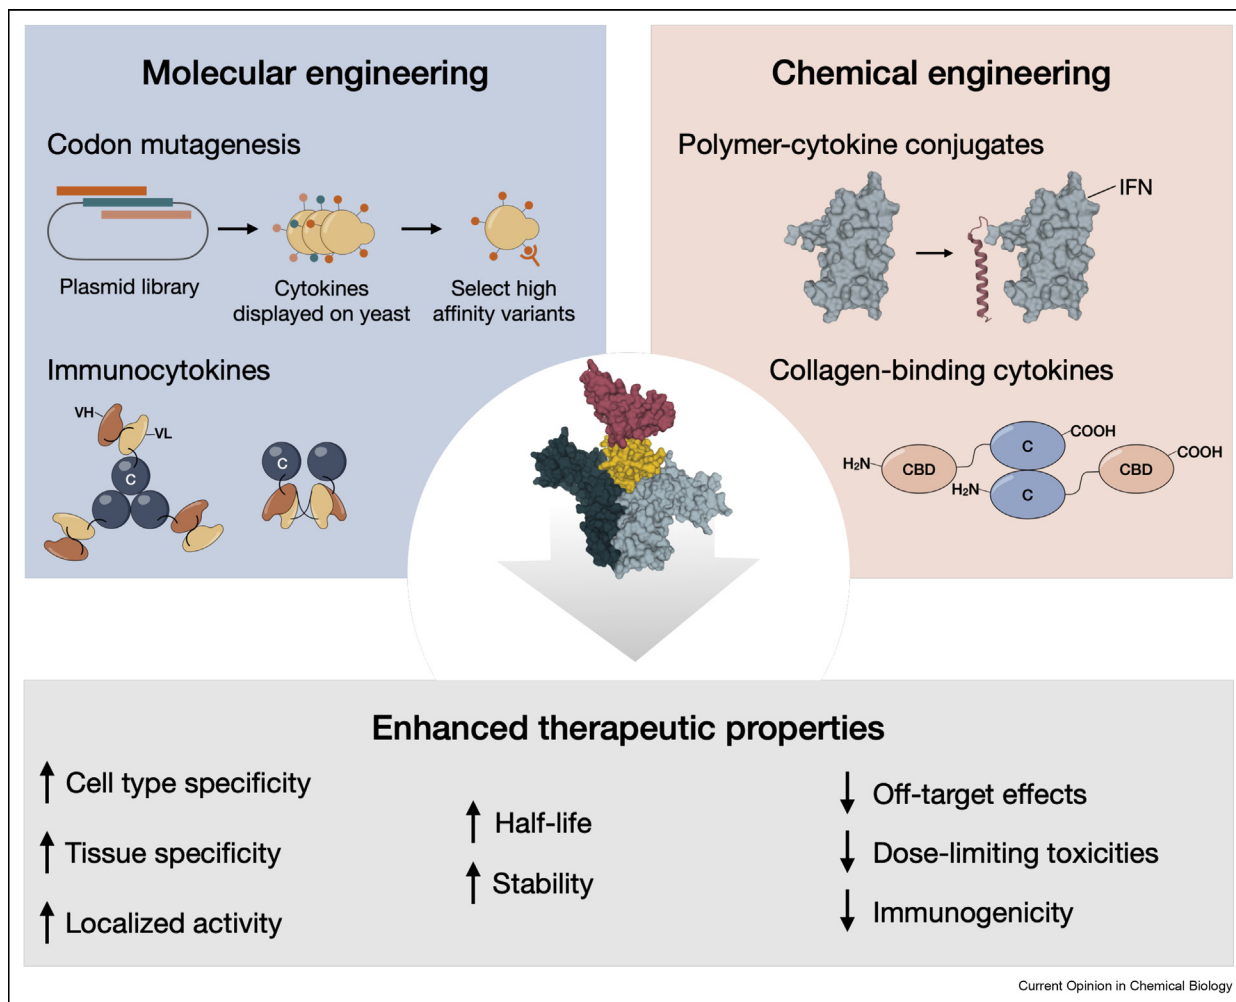 Molecular engineering
Codon mutagenesis
Plasmid library
Cytokines
displayed on yeast
Select high
affinity variants
Immunocytokines
VH
VL
C
C
Chemical engineering
Polymer-cytokine conjugates
IFN
Collagen-binding cytokines
H₂N
CBD
C
COOH
H₂N
C
CBD
COOH
Enhanced therapeutic properties
↑ Cell type specificity
↑ Tissue specificity
↑ Localized activity
↑ Half-life
↑ Stability
↓ Off-target effects
↓ Dose-limiting toxicities
↓ Immunogenicity
Current Opinion in Chemical Biology